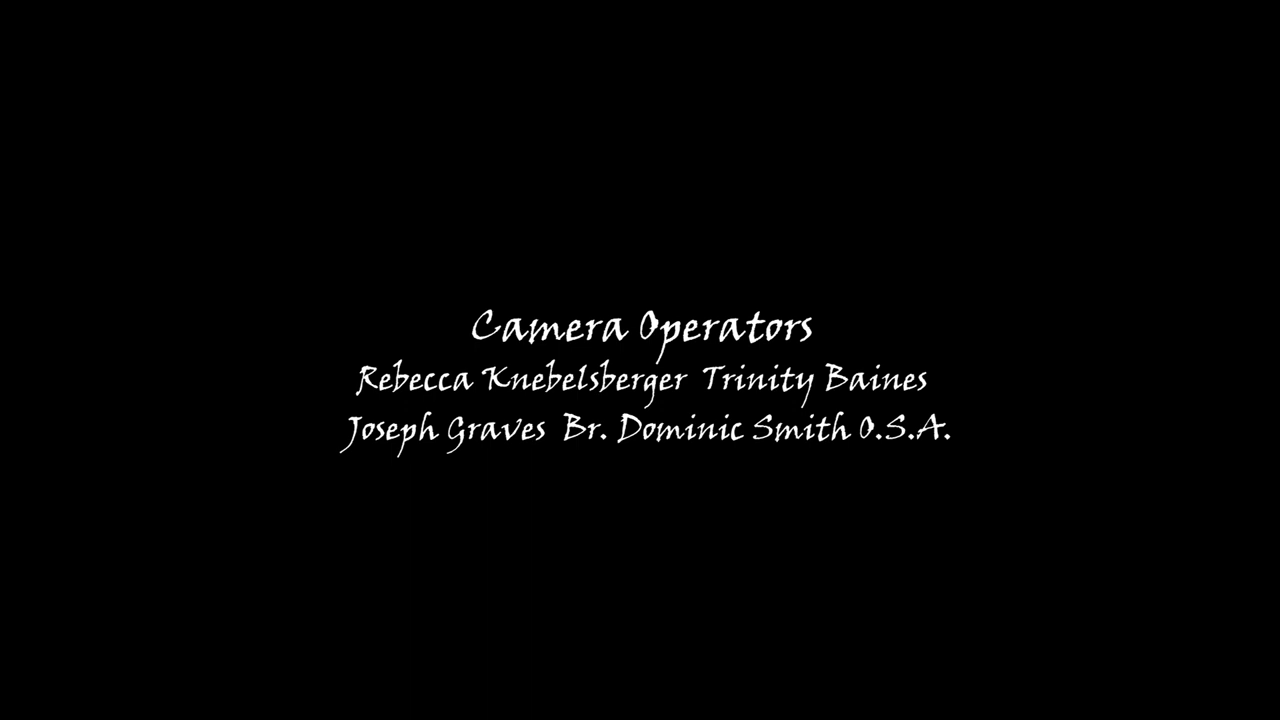 Camera Operators
Rebecca Knebelsberger Trinity Baines
Joseph Graves Br. Dominic Smith O.S.A.